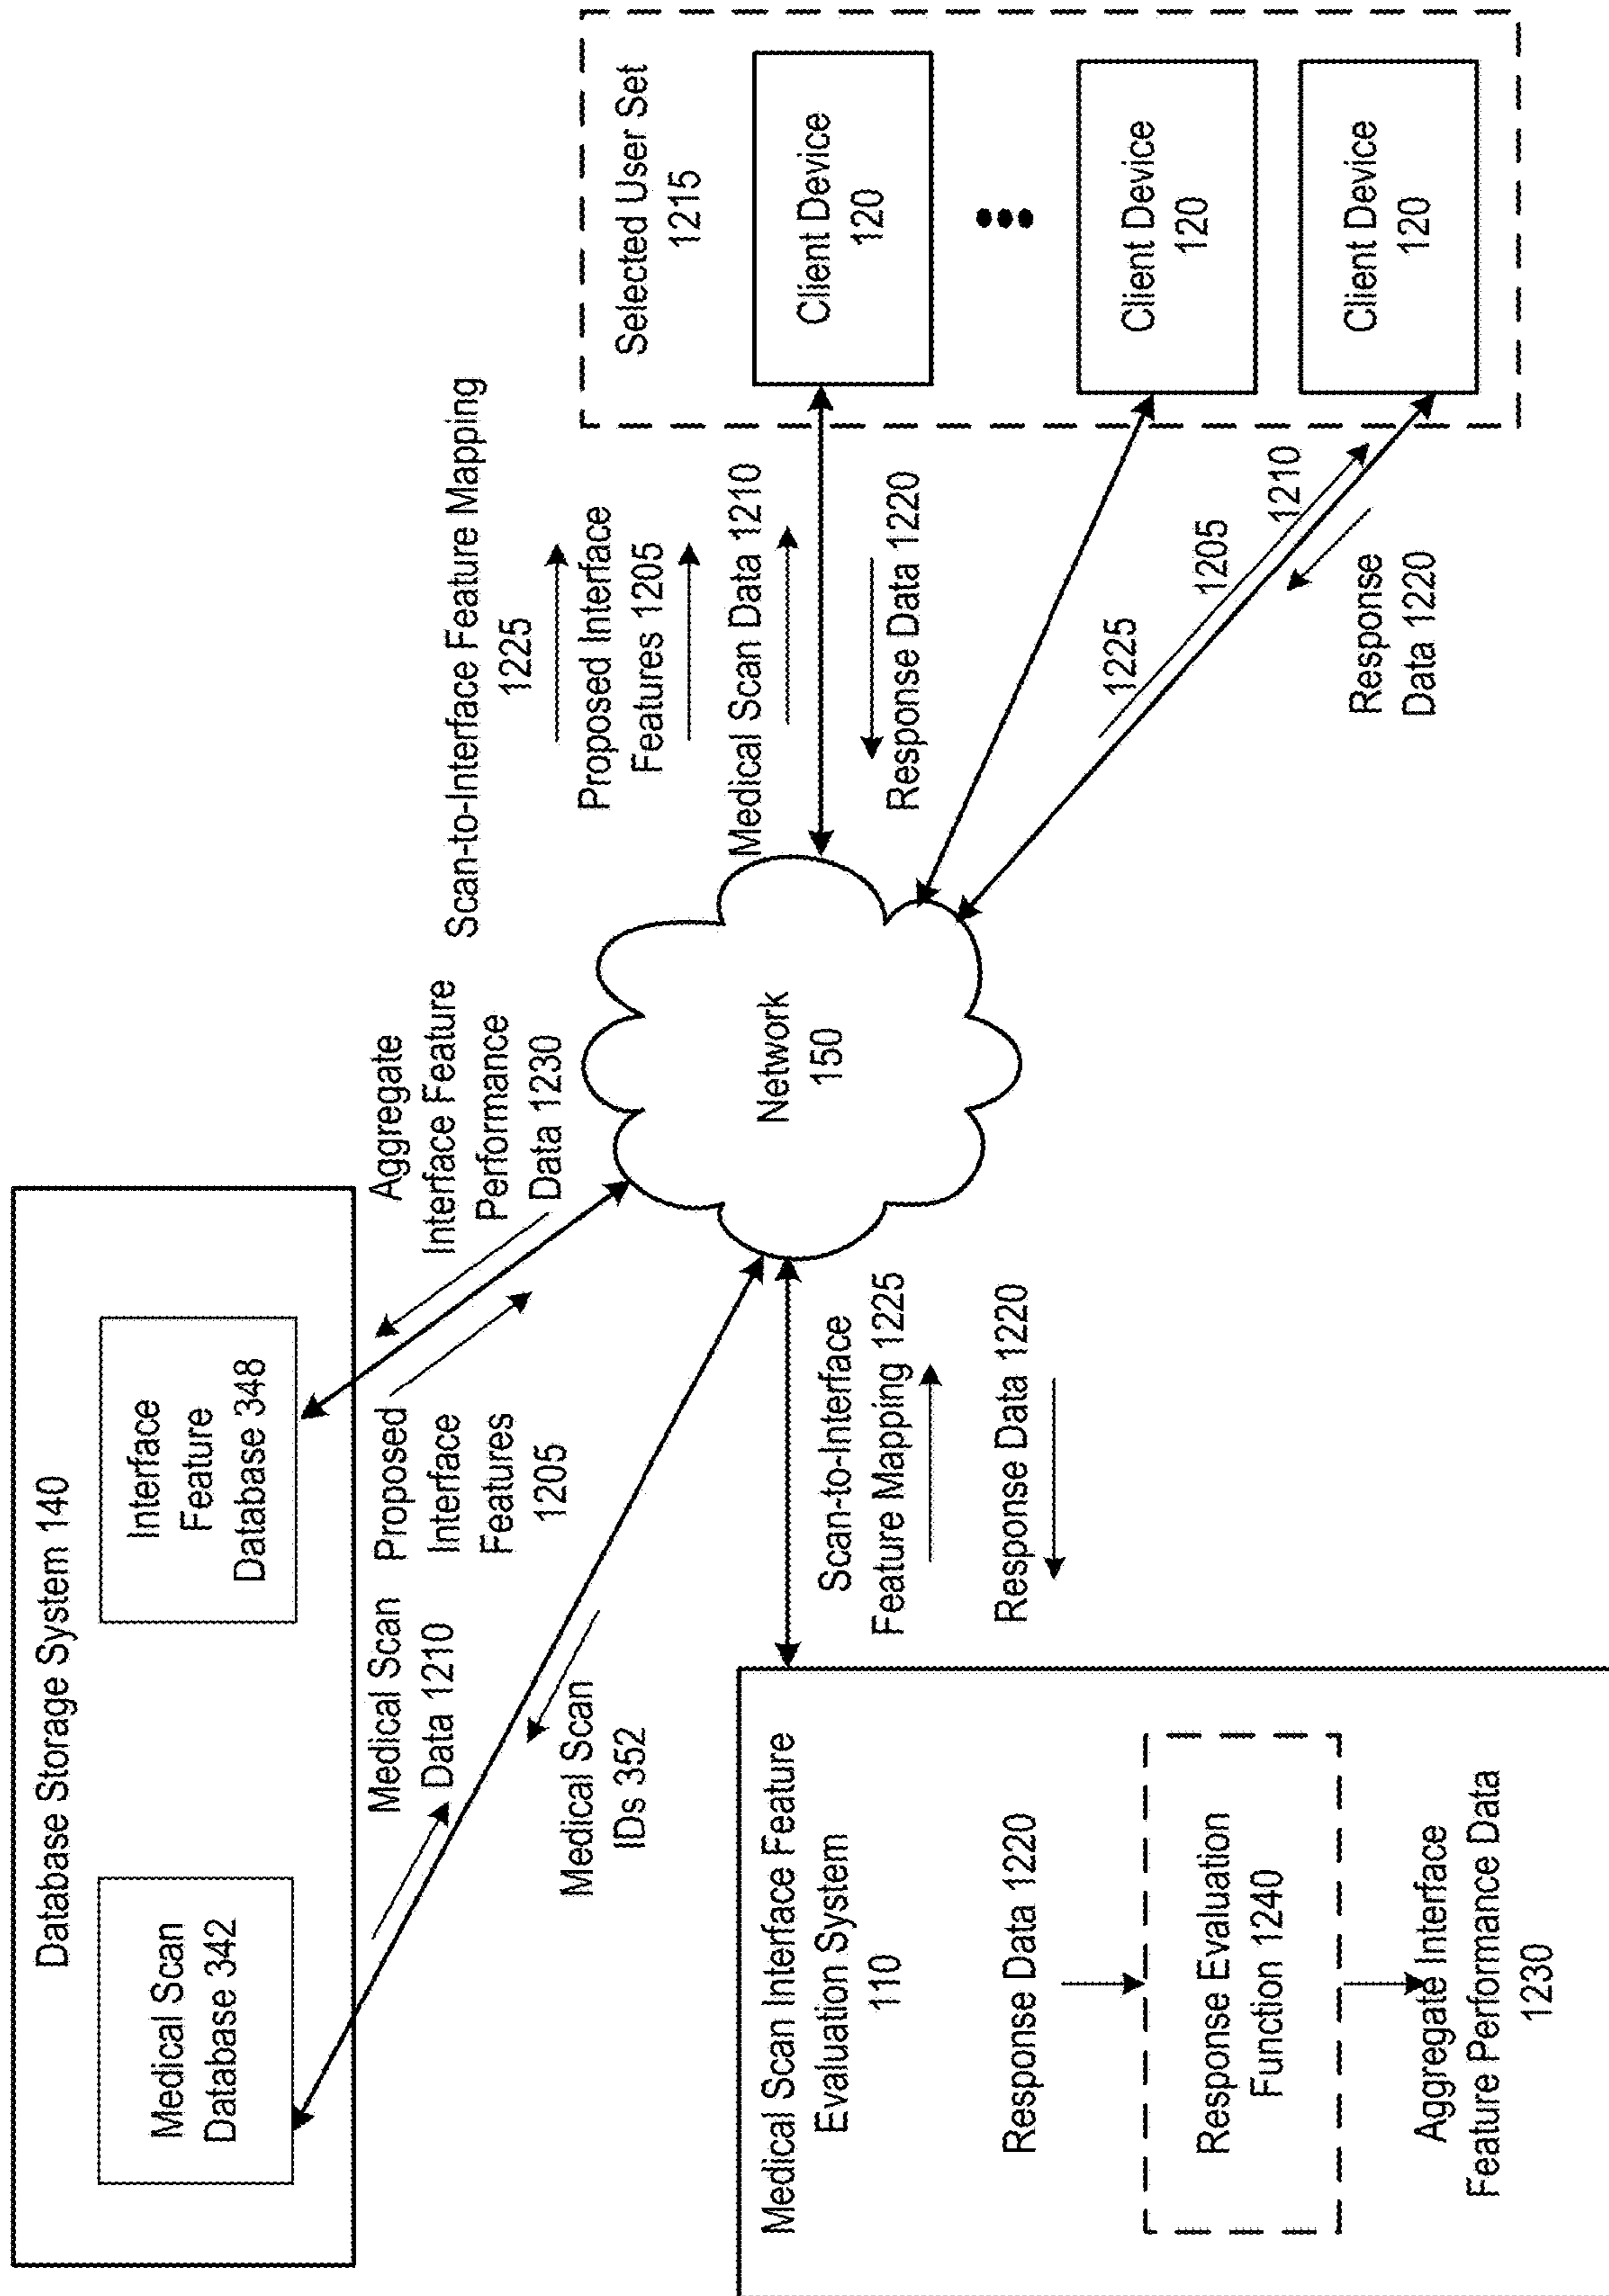 Database Storage System 140
Medical Scan
Database 342
Interface
Feature
Database 348
Medical Scan
Data 1210
Proposed
Interface
Features
1205
Aggregate
Interface Feature
Performance
Data 1230
Medical Scan
IDs 352
Scan-to-Interface Feature Mapping
1225
Proposed Interface
Features 1205
Medical Scan Data 1210
Response Data 1220
Selected User Set
1215
Client Device
120
Client Device
120
Client Device
120
Network
150
1225
1205
1210
Response
Data 1220
Scan-to-Interface
Feature Mapping 1225
Response Data 1220
Medical Scan Interface Feature
Evaluation System
110
Response Data 1220
Response Evaluation
Function 1240
Aggregate Interface
Feature Performance Data
1230